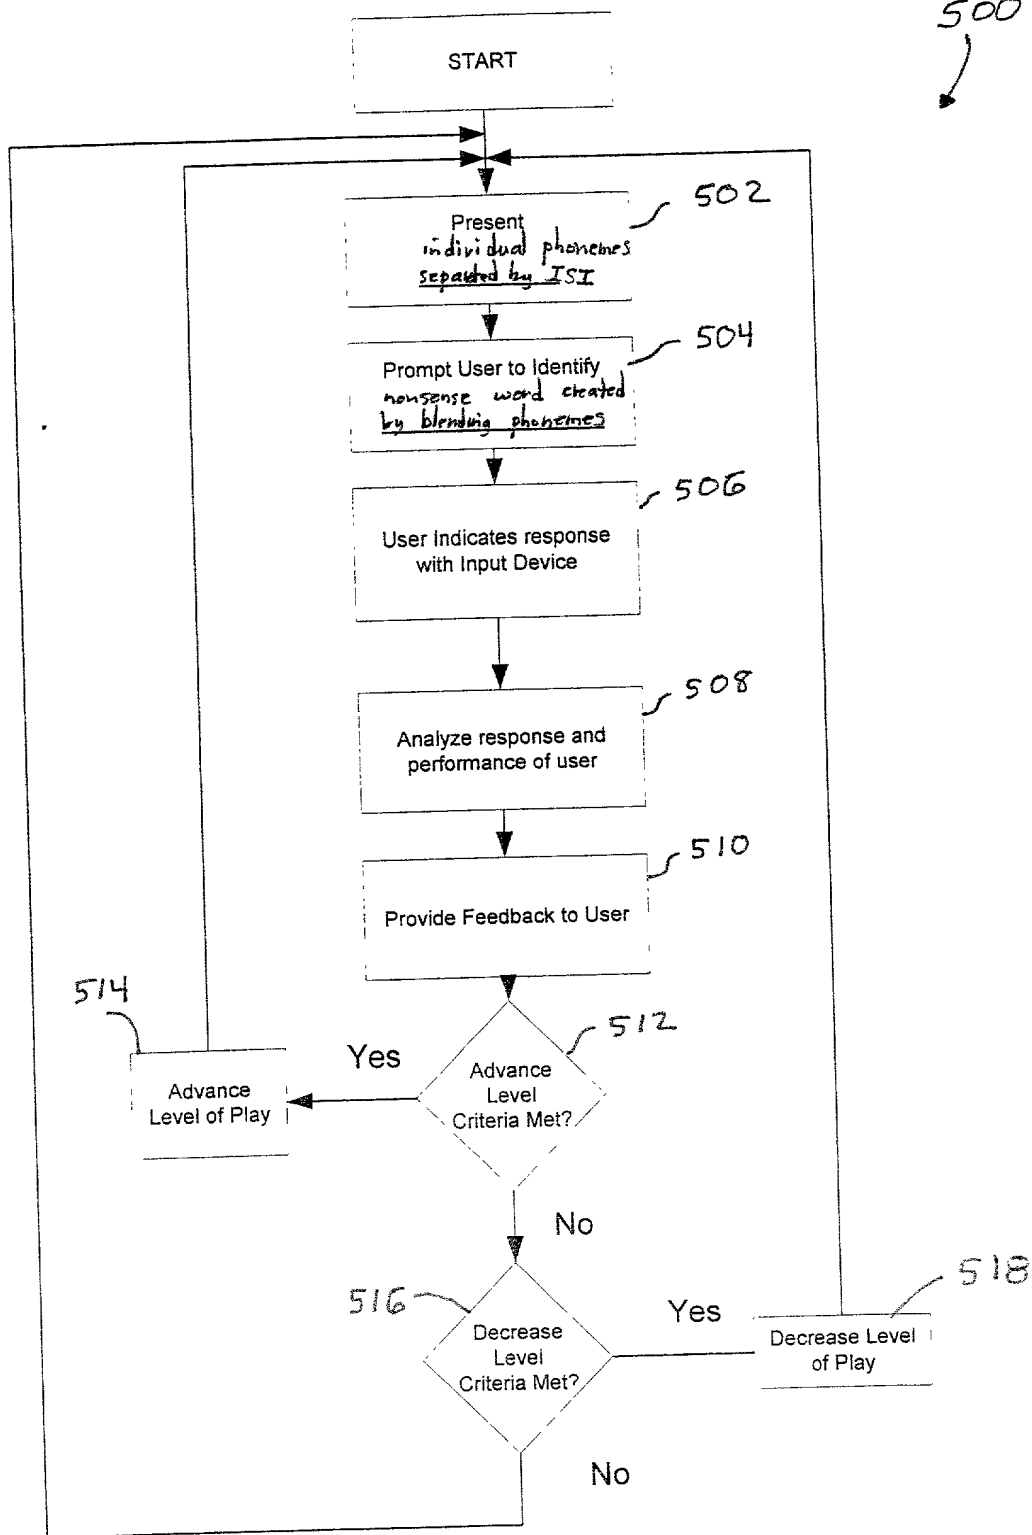 500
START
502
Present
individual phonemes
separated by ISI
504
Prompt User to Identify
nonsense word created
by blending phonemes
506
User Indicates response
with Input Device
508
Analyze response and
performance of user
510
Provide Feedback to User
514
512
Yes
Advance
Level of Play
Advance
Level
Criteria Met?
No
516
518
Yes
Decrease
Level
Criteria Met?
Decrease Level
of Play
No